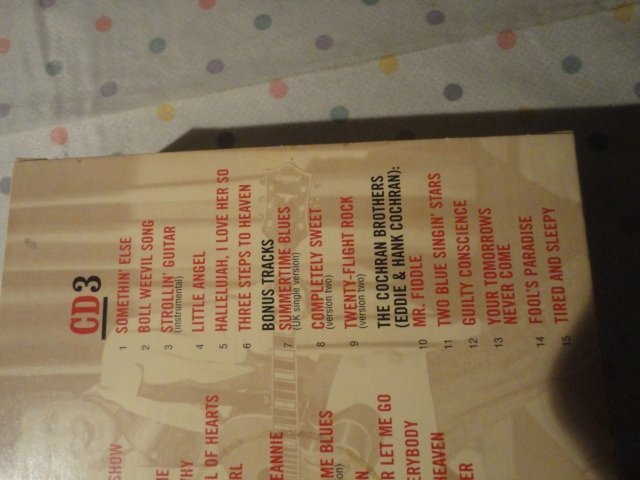 CD3
1 SOMETHIN' ELSE
2 BOLL WEEVIL SONG
3 STROLLIN' GUITAR
(instrumental)
4 LITTLE ANGEL
5 HALLELUJAH, I LOVE HER SO
6 THREE STEPS TO HEAVEN
BONUS TRACKS
7 SUMMERTIME BLUES
(UK single version)
8 COMPLETELY SWEET
(version two)
9 TWENTY-FLIGHT ROCK
(version two)
THE COCHRAN BROTHERS
(EDDIE & HANK COCHRAN):
10 MR. FIDDLE
11 TWO BLUE SINGIN' STARS
12 GUILTY CONSCIENCE
13 YOUR TOMORROWS
NEVER COME
14 FOOL'S PARADISE
15 TIRED AND SLEEPY
SHOW
OF HEARTS
EANNIE
ME BLUES
LET ME GO
ERYBODY
HEAVEN